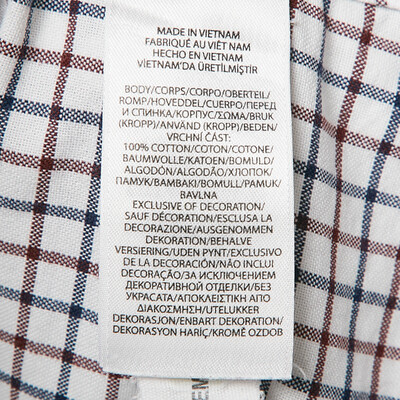 MADE IN VIETNAM
FABRIQUÉ AU VIÊT NAM
HECHO EN VIETNAM
VİETNAM'DA ÜRETİLMİŞTİR
BODY/CORPS/CORPO/OBERTEIL/
ROMP/HOVEDDEL/CUERPO/ПЕРЕД
И СПИНКА/КОРПУС/ΣΩΜΑ/BRUK
(KROPP)/ANVÄND (KROPP)/BEDEN/
VRCHNÍ ČÁST:
100% COTTON/COTON/COTONE/
BAUMWOLLE/KATOEN/BOMULD/
ALGODÓN/ALGODÃO/ХЛОПОК/
ПАМУК/ΒΑΜΒΑΚΙ/BOMULL/PAMUK/
BAVLNA
EXCLUSIVE OF DECORATION/
SAUF DÉCORATION/ESCLUSA LA
DECORAZIONE/AUSGENOMMEN
DEKORATION/BEHALVE
VERSIERING/UDEN PYNT/EXCLUSIVO
DE LA DECORACIÓN/NÃO INCLUI
DECORAÇÃO/ЗА ИСКЛЮЧЕНИЕМ
ДЕКОРАТИВНОЙ ОТДЕЛКИ/БЕЗ
УКРАСАТА/ΑΠΟΚΛΕΙΣΤΙΚΗ ΑΠΟ
ΔΙΑΚΟΣΜΗΣΗ/UTELUKKER
DEKORASJON/ENBART DEKORATION/
DEKORASYON HARİÇ/KROMĚ OZDOB